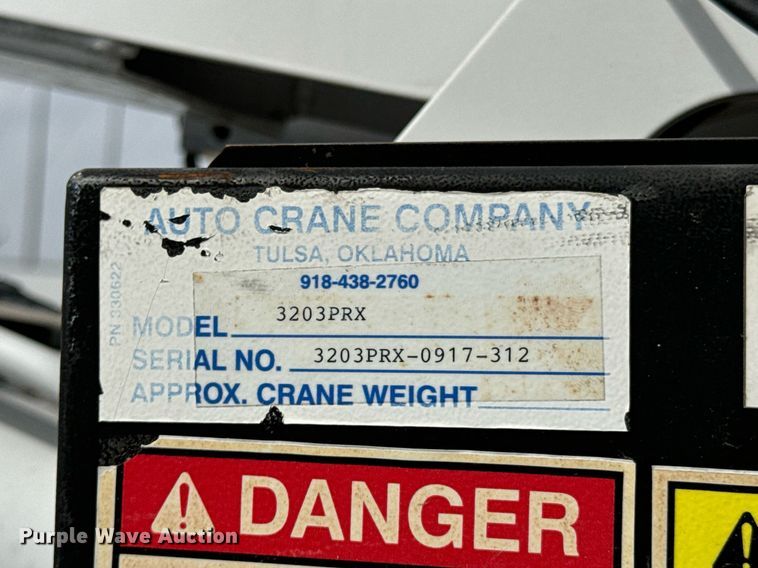 AUTO CRANE COMPANY
TULSA, OKLAHOMA
918-438-2760
PN 330622
MODEL 3203PRX
SERIAL NO. 3203PRX-0917-312
APPROX. CRANE WEIGHT
DANGER
Purple Wave Auction